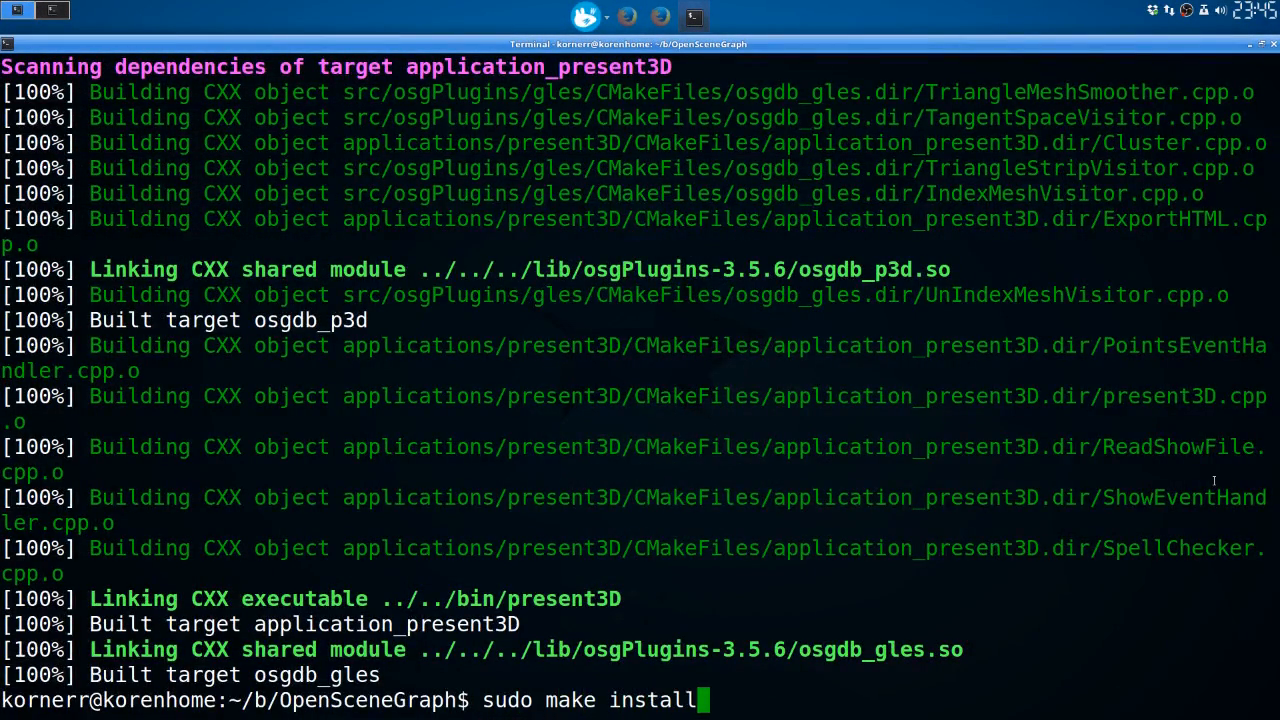 23:45
Terminal - kornerr@korenhome: ~/b/OpenSceneGraph
Scanning dependencies of target application_present3D
[100%] Building CXX object src/osgPlugins/gles/CMakeFiles/osgdb_gles.dir/TriangleMeshSmoother.cpp.o
[100%] Building CXX object src/osgPlugins/gles/CMakeFiles/osgdb_gles.dir/TangentSpaceVisitor.cpp.o
[100%] Building CXX object applications/present3D/CMakeFiles/application_present3D.dir/Cluster.cpp.o
[100%] Building CXX object src/osgPlugins/gles/CMakeFiles/osgdb_gles.dir/TriangleStripVisitor.cpp.o
[100%] Building CXX object src/osgPlugins/gles/CMakeFiles/osgdb_gles.dir/IndexMeshVisitor.cpp.o
[100%] Building CXX object applications/present3D/CMakeFiles/application_present3D.dir/ExportHTML.cp
p.o
[100%] Linking CXX shared module ../../../lib/osgPlugins-3.5.6/osgdb_p3d.so
[100%] Building CXX object src/osgPlugins/gles/CMakeFiles/osgdb_gles.dir/UnIndexMeshVisitor.cpp.o
[100%] Built target osgdb_p3d
[100%] Building CXX object applications/present3D/CMakeFiles/application_present3D.dir/PointsEventHa
ndler.cpp.o
[100%] Building CXX object applications/present3D/CMakeFiles/application_present3D.dir/present3D.cpp
.o
[100%] Building CXX object applications/present3D/CMakeFiles/application_present3D.dir/ReadShowFile.
cpp.o
[100%] Building CXX object applications/present3D/CMakeFiles/application_present3D.dir/ShowEventHand
ler.cpp.o
[100%] Building CXX object applications/present3D/CMakeFiles/application_present3D.dir/SpellChecker.
cpp.o
[100%] Linking CXX executable ../../bin/present3D
[100%] Built target application_present3D
[100%] Linking CXX shared module ../../../lib/osgPlugins-3.5.6/osgdb_gles.so
[100%] Built target osgdb_gles
kornerr@korenhome:~/b/OpenSceneGraph$ sudo make install